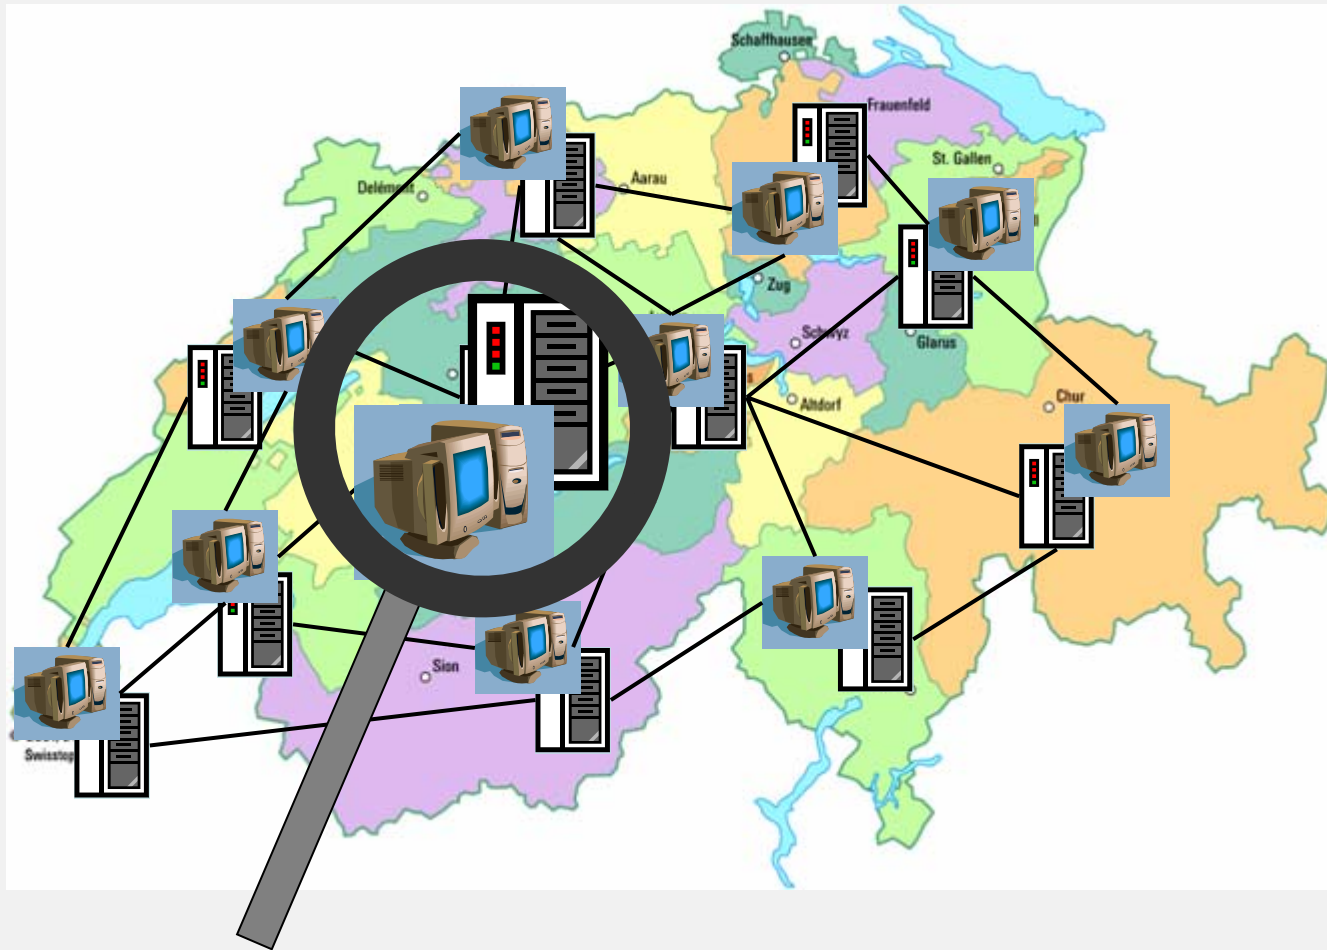 Schaffhausen
Frauenfeld
St. Gallen
Aarau
Delémont
Zug
Schwyz
Glarus
Altdorf
Chur
Sion
Swisstop